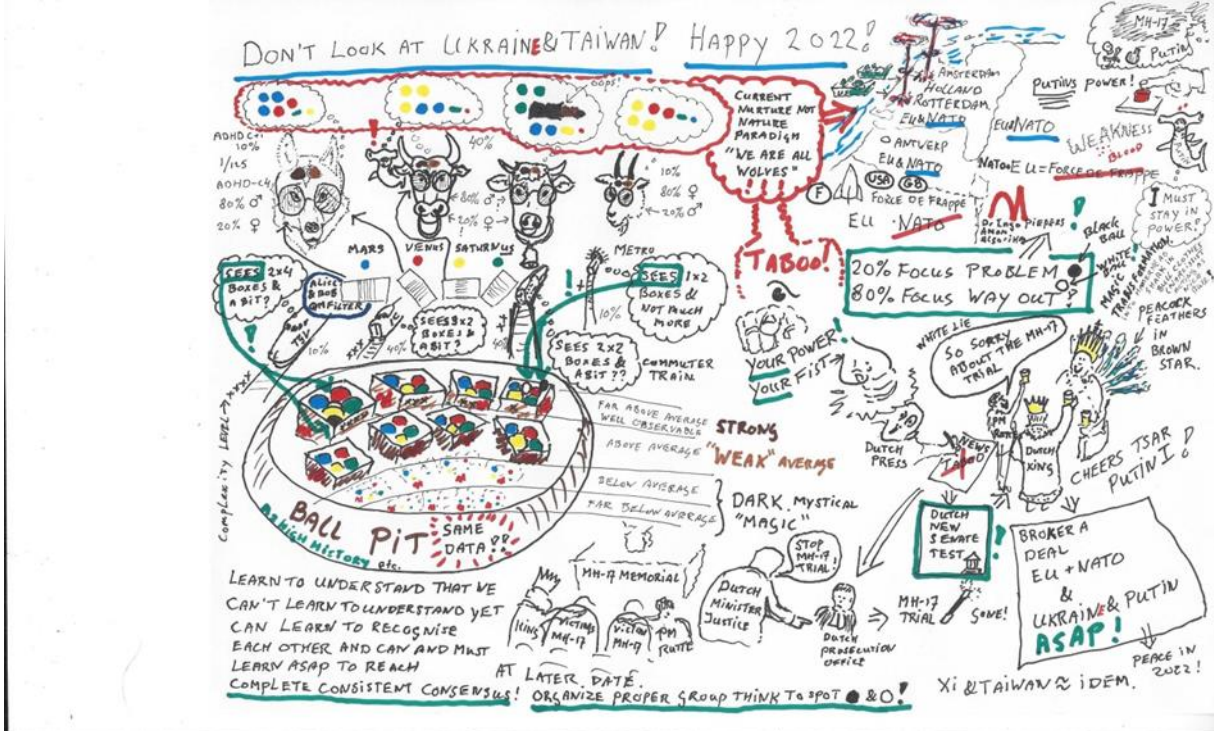 DON'T LOOK AT UKRAINE&TAIWAN! HAPPY 2022!
OOPS!
CURRENT
NURTURE NOT
NATURE
PARADIGM
"WE ARE ALL
WOLVES"
TABOO!
AMSTERDAM
HOLLAND
ROTTERDAM
EU&NATO
EU&NATO
ANTWERP
EU&NATO
F
USA
GB
FORCE DE FRAPPE
EU NATO
MH-17
PUTIN
PUTINS POWER!
WEAKNESS
BLOOD
NATO=EU=FORCE DE FRAPPE
PUTIN
I MUST
STAY IN
POWER!
10%
1/125
80% ♂
20% ♀
40%
80% ♂
20% ♀
10%
80% ♀
20% ♂
MARS
VENUS
SATURNUS
METRO
SEES 2x4
BOXES &
A BIT?
ALICE
& BOB
FILTER
10%
40%
SEES 3x2
BOXES &
A BIT?
40%
10%
SEES 1x2
BOXES &
NOT MUCH
MORE
SEES 2x2
BOXES &
A BIT??
COMMUTER
TRAIN
COMPLEXITY LEVEL
FAR ABOVE AVERAGE
WELL OBSERVABLE
STRONG
ABOVE AVERAGE
"WEAK" AVERAGE
BELOW AVERAGE
FAR BELOW AVERAGE
DARK, MYSTICAL
"MAGIC"
BALL PIT
HIGH HISTORY etc.
SAME
DATA??
20% FOCUS PROBLEM
80% FOCUS WAY OUT
BLACK
BALL
WHITE
BALL
MAGIC
TRANSFORMATION.
PEACOCK
FEATHERS
IN
BROWN
STAR.
YOUR POWER!
YOUR FIST
WHITE LIE
SO SORRY
ABOUT THE MH-17
TRIAL
DUTCH
PRESS
NEWS
TABOO
PM
RUTTE
DUTCH
KING
CHEERS TSAR
PUTIN I!
DUTCH
NEW
SENATE
TEST
BROKER A
DEAL
EU + NATO
&
UKRAINE & PUTIN
ASAP!
PEACE IN
2022!
XI & TAIWAN ≈ IDEM.
MH-17 MEMORIAL
KING
VICTIMS
MH-17
VICTIM
MH-17
PM
RUTTE
AT LATER DATE.
DUTCH
MINISTER
JUSTICE
STOP
MH-17
TRIAL!
DUTCH
PROSECUTION
OFFICE
MH-17
TRIAL
GONE!
LEARN TO UNDERSTAND THAT WE
CAN'T LEARN TO UNDERSTAND YET
CAN LEARN TO RECOGNISE
EACH OTHER AND CAN AND MUST
LEARN ASAP TO REACH
COMPLETE CONSISTENT CONSENSUS! ORGANIZE PROPER GROUP THINK TO SPOT ● & O!